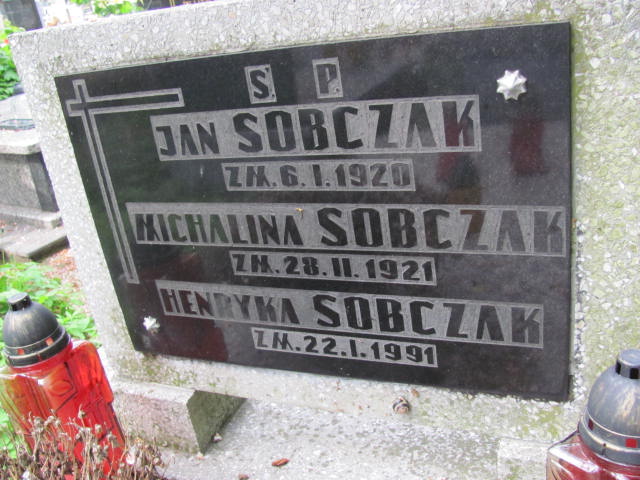 S. P.
JAN SOBCZAK
ZM. 6. I. 1920
MICHALINA SOBCZAK
ZM. 28. II. 1921
HENRYKA SOBCZAK
ZM. 22. I. 1991